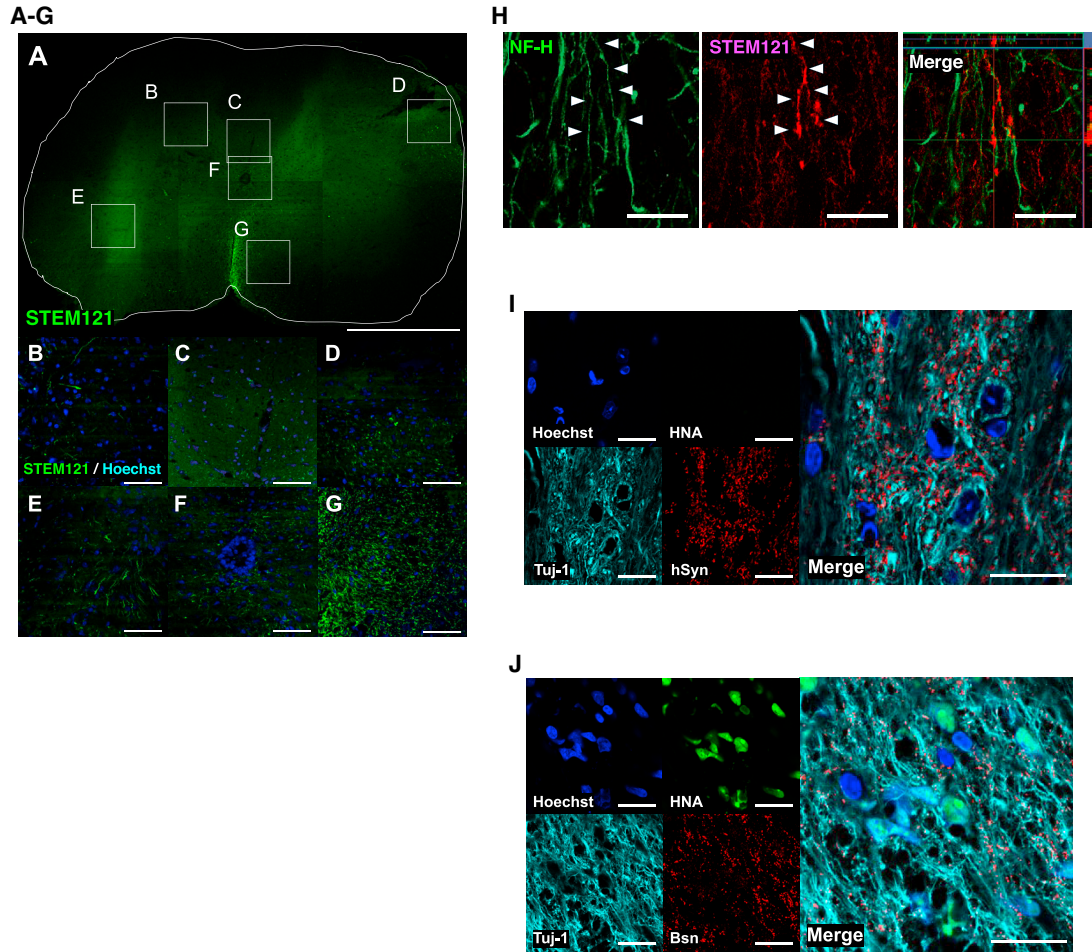 A-G
A
B
C
D
F
E
G
STEM121
B
C
D
STEM121 / Hoechst
E
F
G
H
NF-H
STEM121
Merge
I
Hoechst
HNA
Tuj-1
hSyn
Merge
J
Hoechst
HNA
Tuj-1
Bsn
Merge